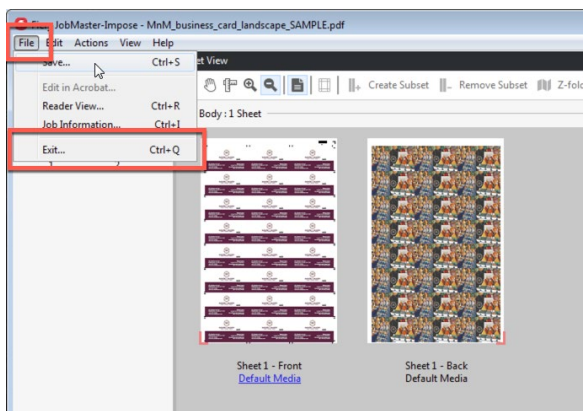 JobMaster-Impose - MnM_business_card_landscape_SAMPLE.pdf
File Edit Actions View Help
Save... Ctrl+S
et View
Edit in Acrobat...
Create Subset Remove Subset Z-fold
Reader View... Ctrl+R
Job Information... Ctrl+I
Body : 1 Sheet
Exit... Ctrl+Q
Sheet 1 - Front
Default Media
Sheet 1 - Back
Default Media